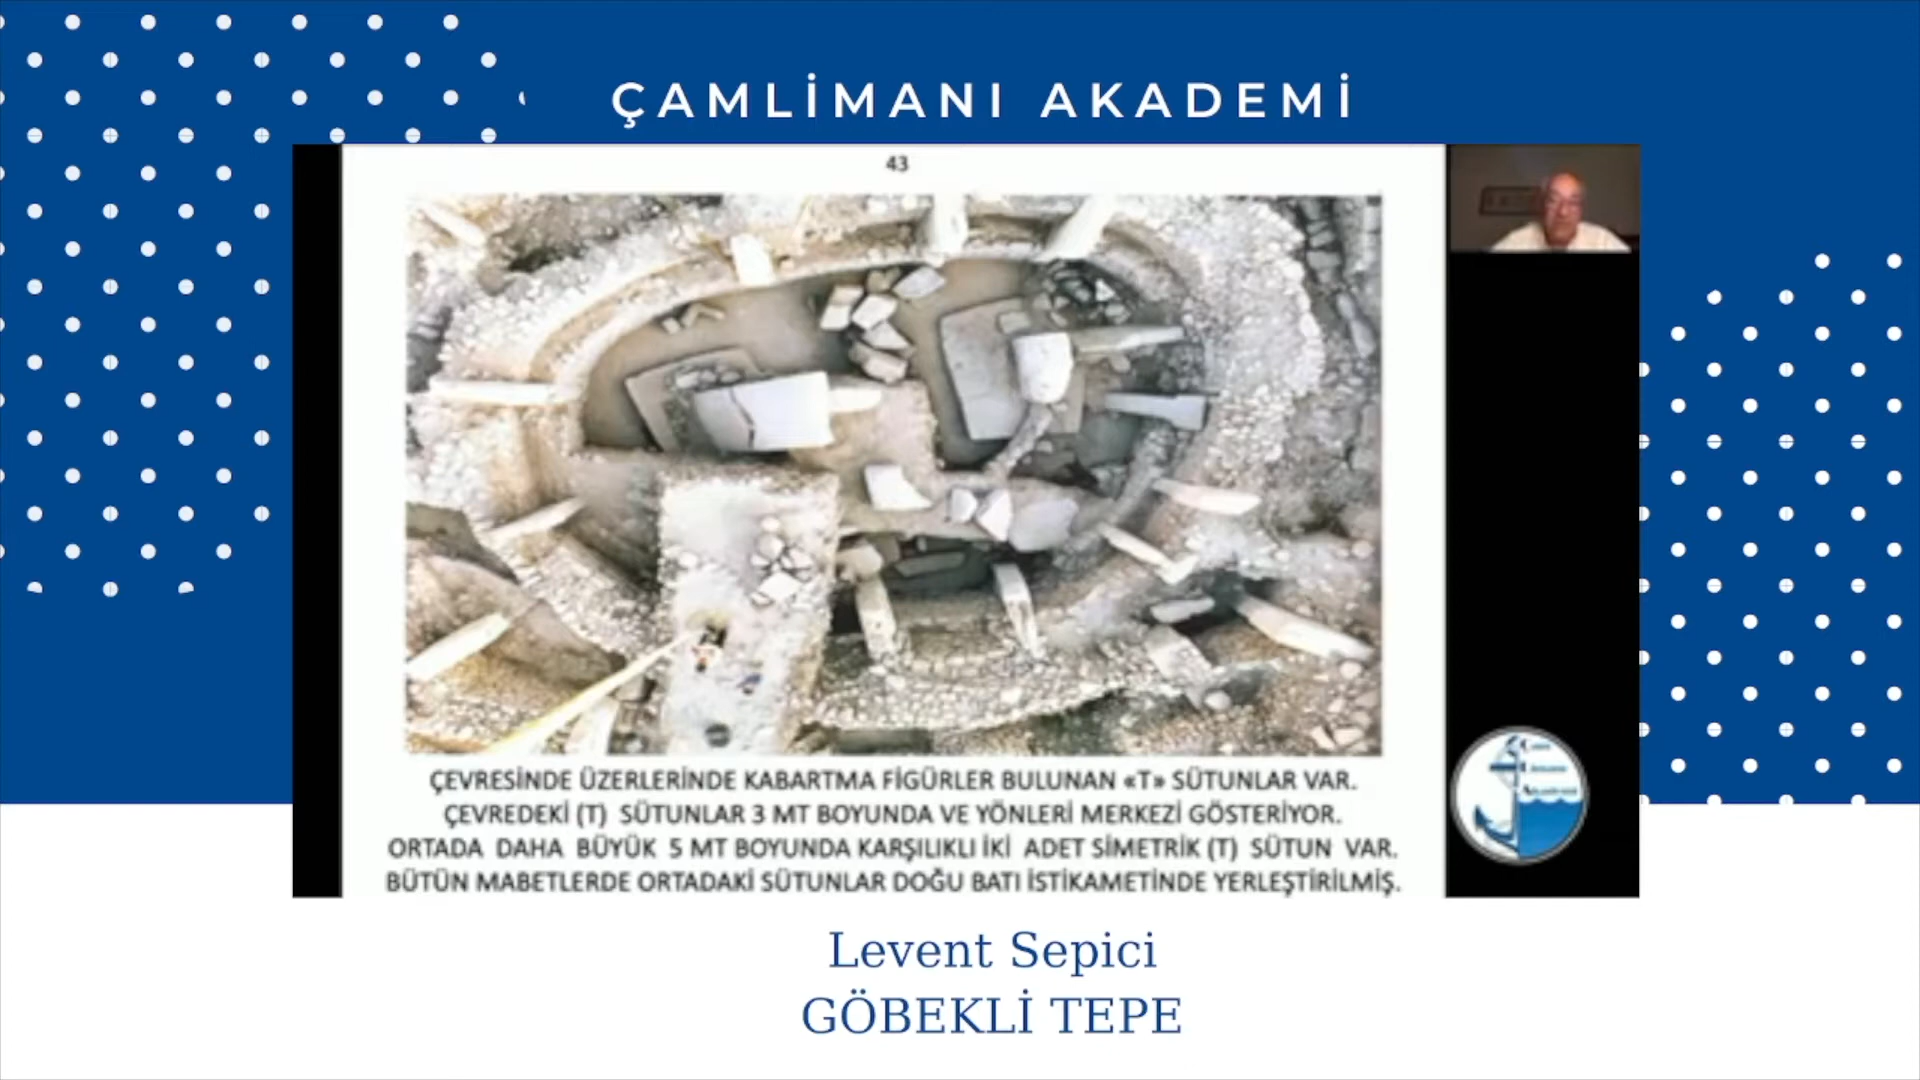 ÇAMLİMANI AKADEMİ
43
ÇEVRESİNDE ÜZERLERİNDE KABARTMA FİGÜRLER BULUNAN «T» SÜTUNLAR VAR.
ÇEVREDEKİ (T) SÜTUNLAR 3 MT BOYUNDA VE YÖNLERİ MERKEZİ GÖSTERİYOR.
ORTADA DAHA BÜYÜK 5 MT BOYUNDA KARŞILIKLI İKİ ADET SİMETRİK (T) SÜTUN VAR.
BÜTÜN MABETLERDE ORTADAKİ SÜTUNLAR DOĞU BATI İSTİKAMETİNDE YERLEŞTİRİLMİŞ.
Levent Sepici
GÖBEKLİ TEPE